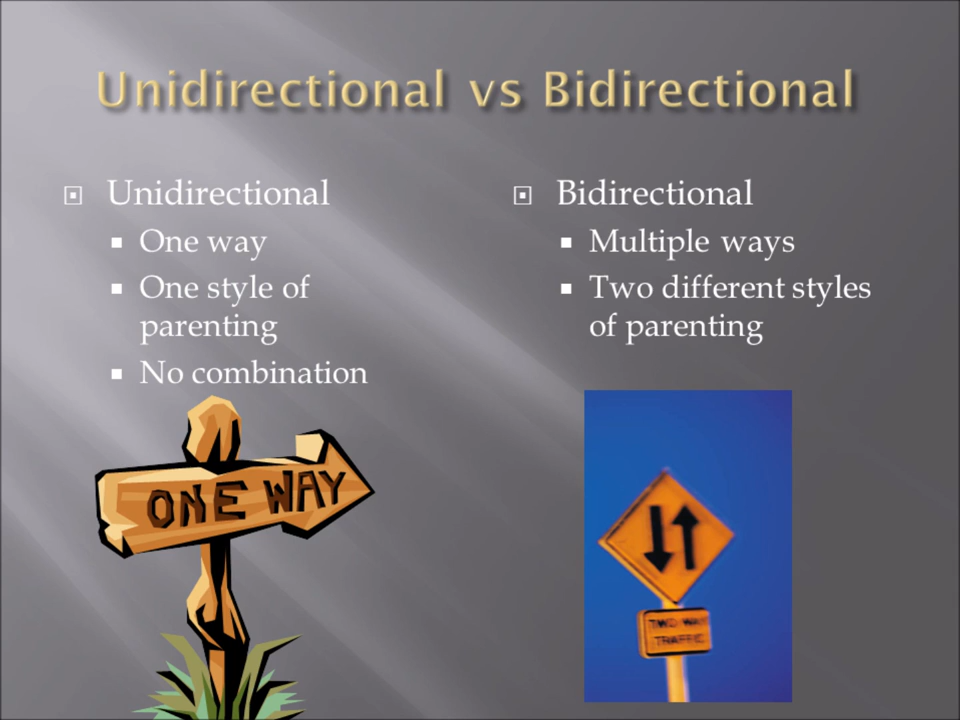 Unidirectional vs Bidirectional
Unidirectional
One way
One style of
parenting
No combination
Bidirectional
Multiple ways
Two different styles
of parenting
ONE WAY
TWO WAY
TRAFFIC